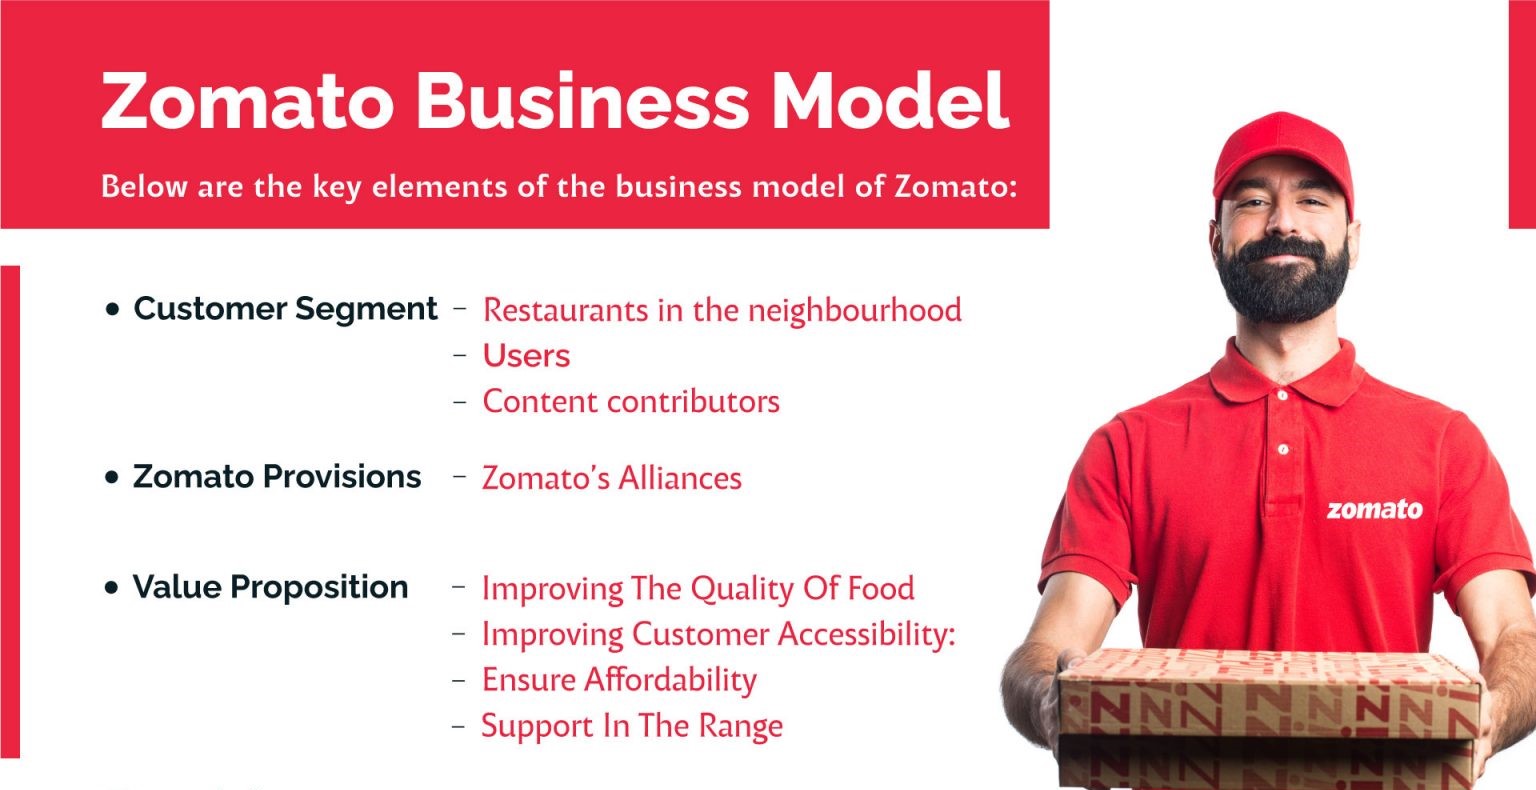 Zomato Business Model
Below are the key elements of the business model of Zomato:
• Customer Segment – Restaurants in the neighbourhood
– Users
– Content contributors
• Zomato Provisions – Zomato's Alliances
• Value Proposition – Improving The Quality Of Food
– Improving Customer Accessibility:
– Ensure Affordability
– Support In The Range
zomato